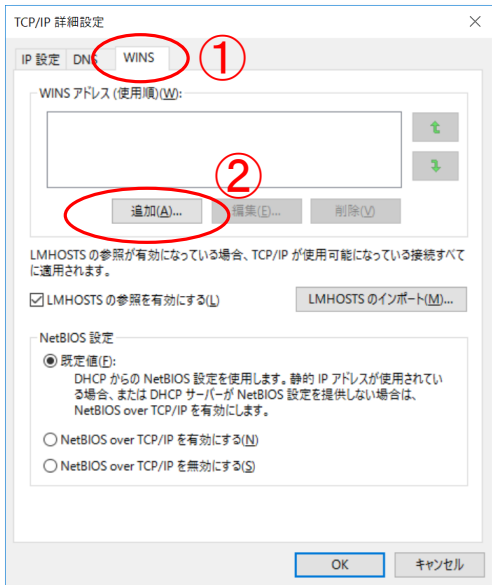 TCP/IP 詳細設定
IP 設定 DNS WINS ①
WINS アドレス (使用順)(W):
②
追加(A)... 編集(E)... 削除(V)
LMHOSTS の参照が有効になっている場合、TCP/IP が使用可能になっている接続すべて
に適用されます。
LMHOSTS の参照を有効にする(L) LMHOSTS のインポート(M)...
NetBIOS 設定
既定値(F):
DHCP からの NetBIOS 設定を使用します。静的 IP アドレスが使用されてい
る場合、または DHCP サーバーが NetBIOS 設定を提供しない場合は、
NetBIOS over TCP/IP を有効にします。
NetBIOS over TCP/IP を有効にする(N)
NetBIOS over TCP/IP を無効にする(S)
OK キャンセル